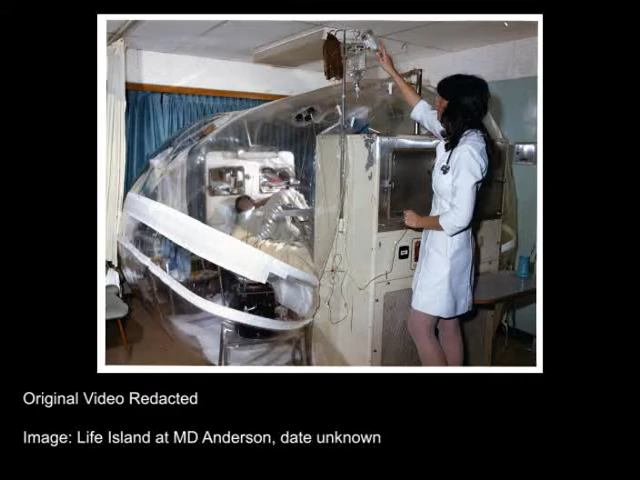 Original Video Redacted
Image: Life Island at MD Anderson, date unknown